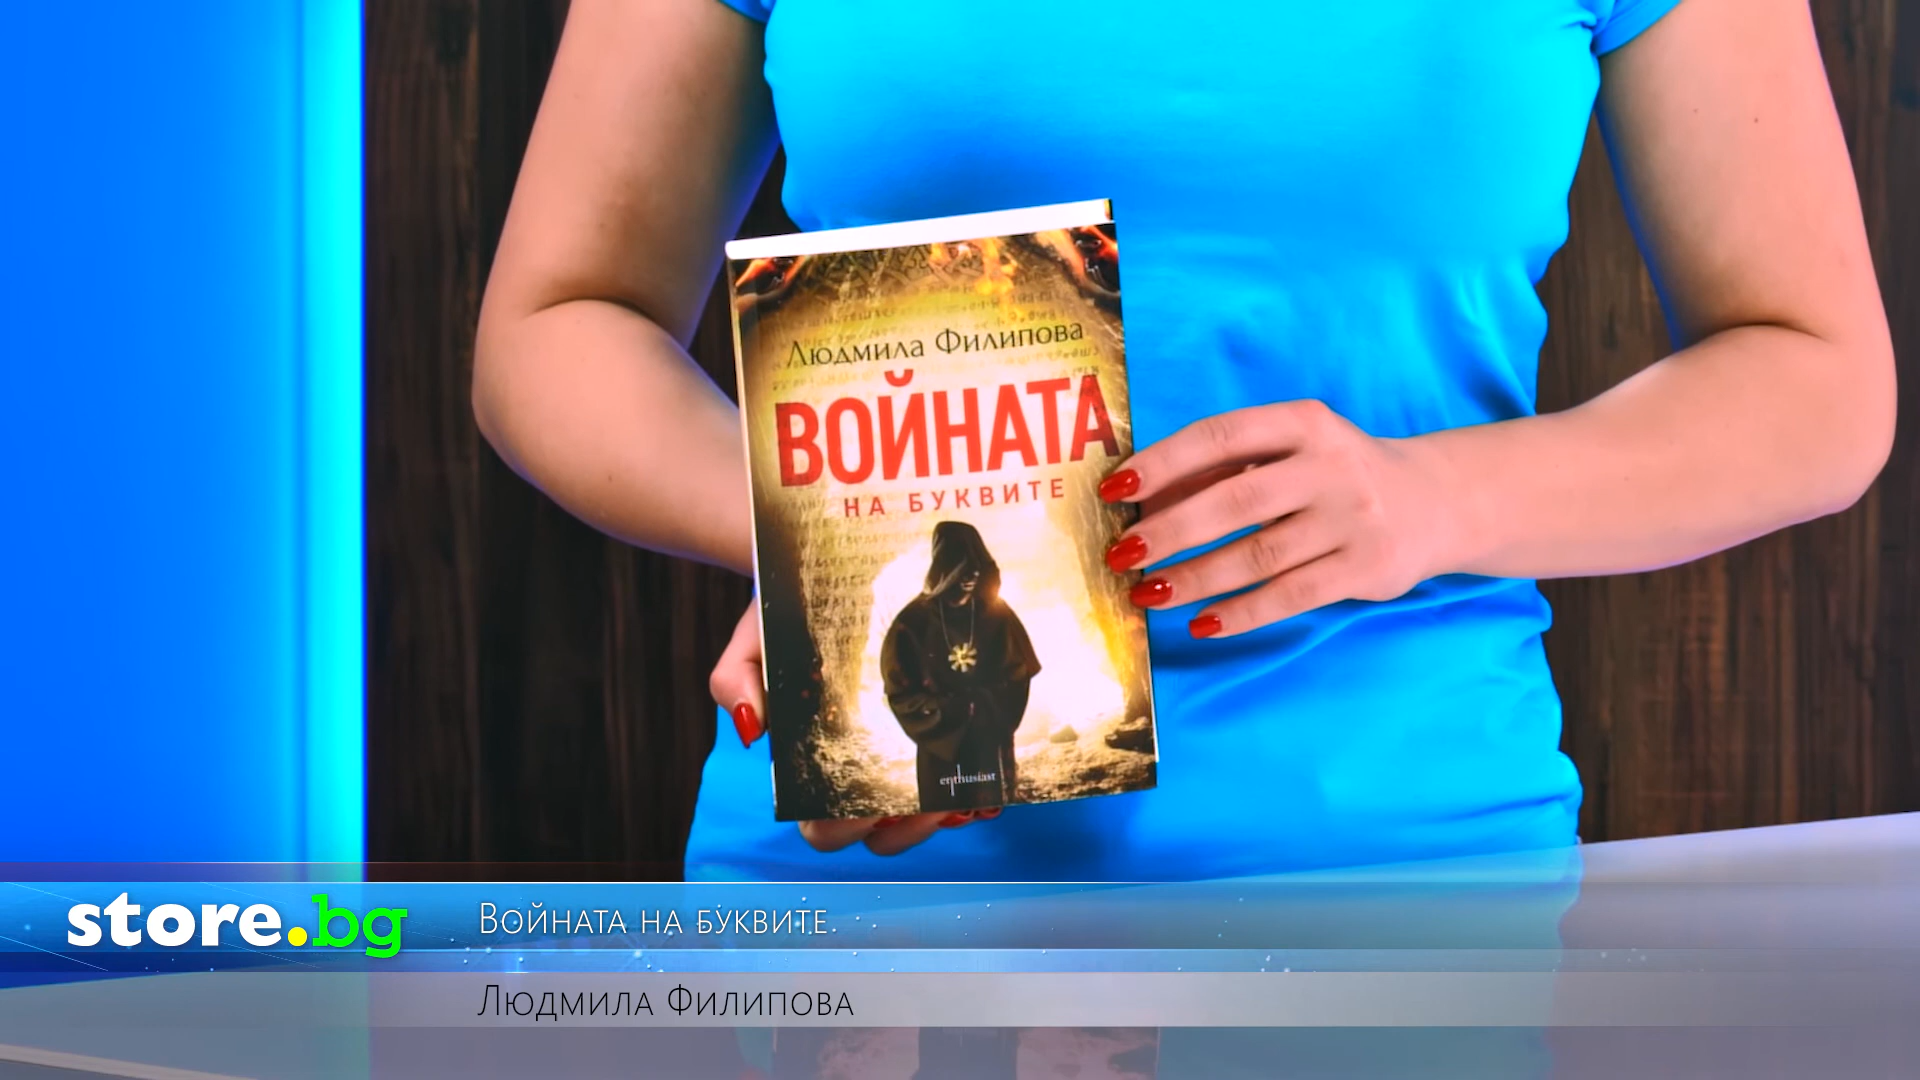 Людмила Филипова
ВОЙНАТА
НА БУКВИТЕ
enthusiast
store.bg
Войната на буквите
Людмила Филипова